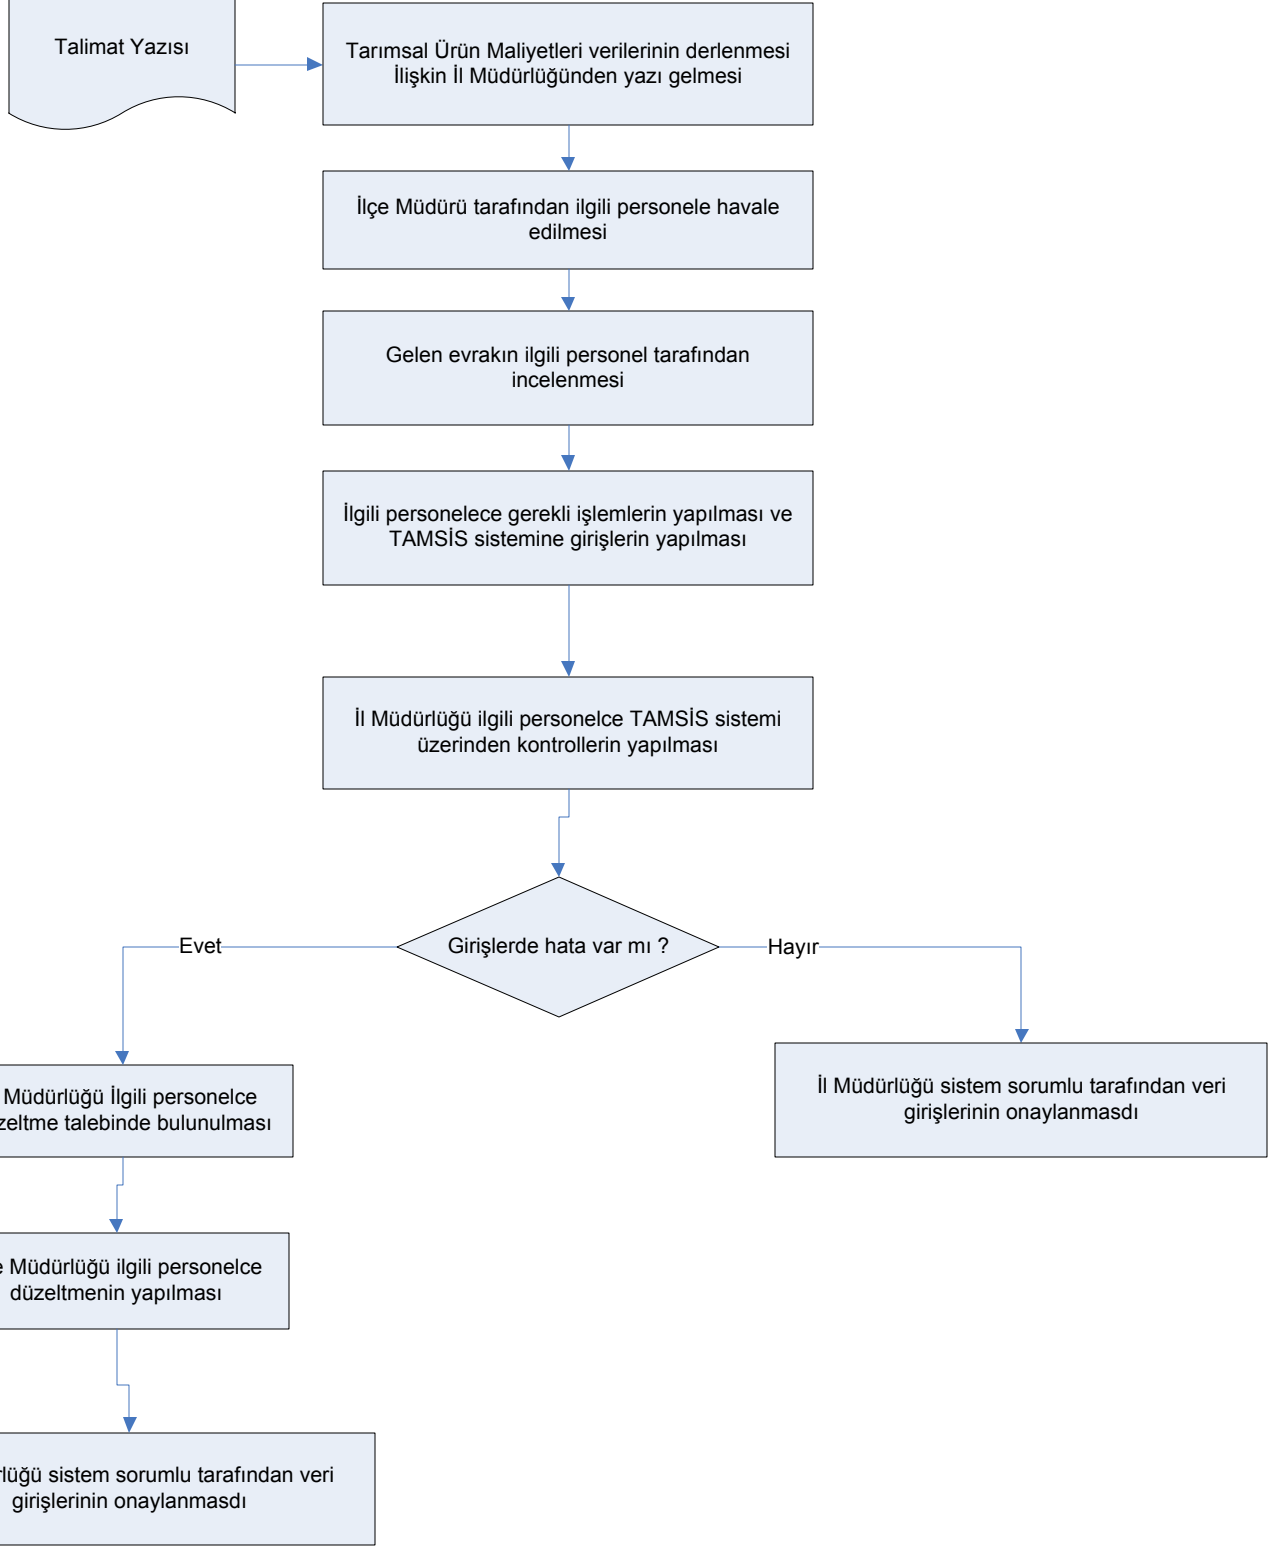 Talimat Yazısı
Tarımsal Ürün Maliyetleri verilerinin derlenmesi
İlişkin İl Müdürlüğünden yazı gelmesi
İlçe Müdürü tarafından ilgili personele havale
edilmesi
Gelen evrakın ilgili personel tarafından
incelenmesi
İlgili personelece gerekli işlemlerin yapılması ve
TAMSİS sistemine girişlerin yapılması
İl Müdürlüğü ilgili personelce TAMSİS sistemi
üzerinden kontrollerin yapılması
Girişlerde hata var mı ?
Evet
Hayır
Müdürlüğü İlgili personelce
zeltme talebinde bulunulması
İl Müdürlüğü sistem sorumlu tarafından veri
girişlerinin onaylanmasdı
e Müdürlüğü ilgili personelce
düzeltmenin yapılması
rlüğü sistem sorumlu tarafından veri
girişlerinin onaylanmasdı